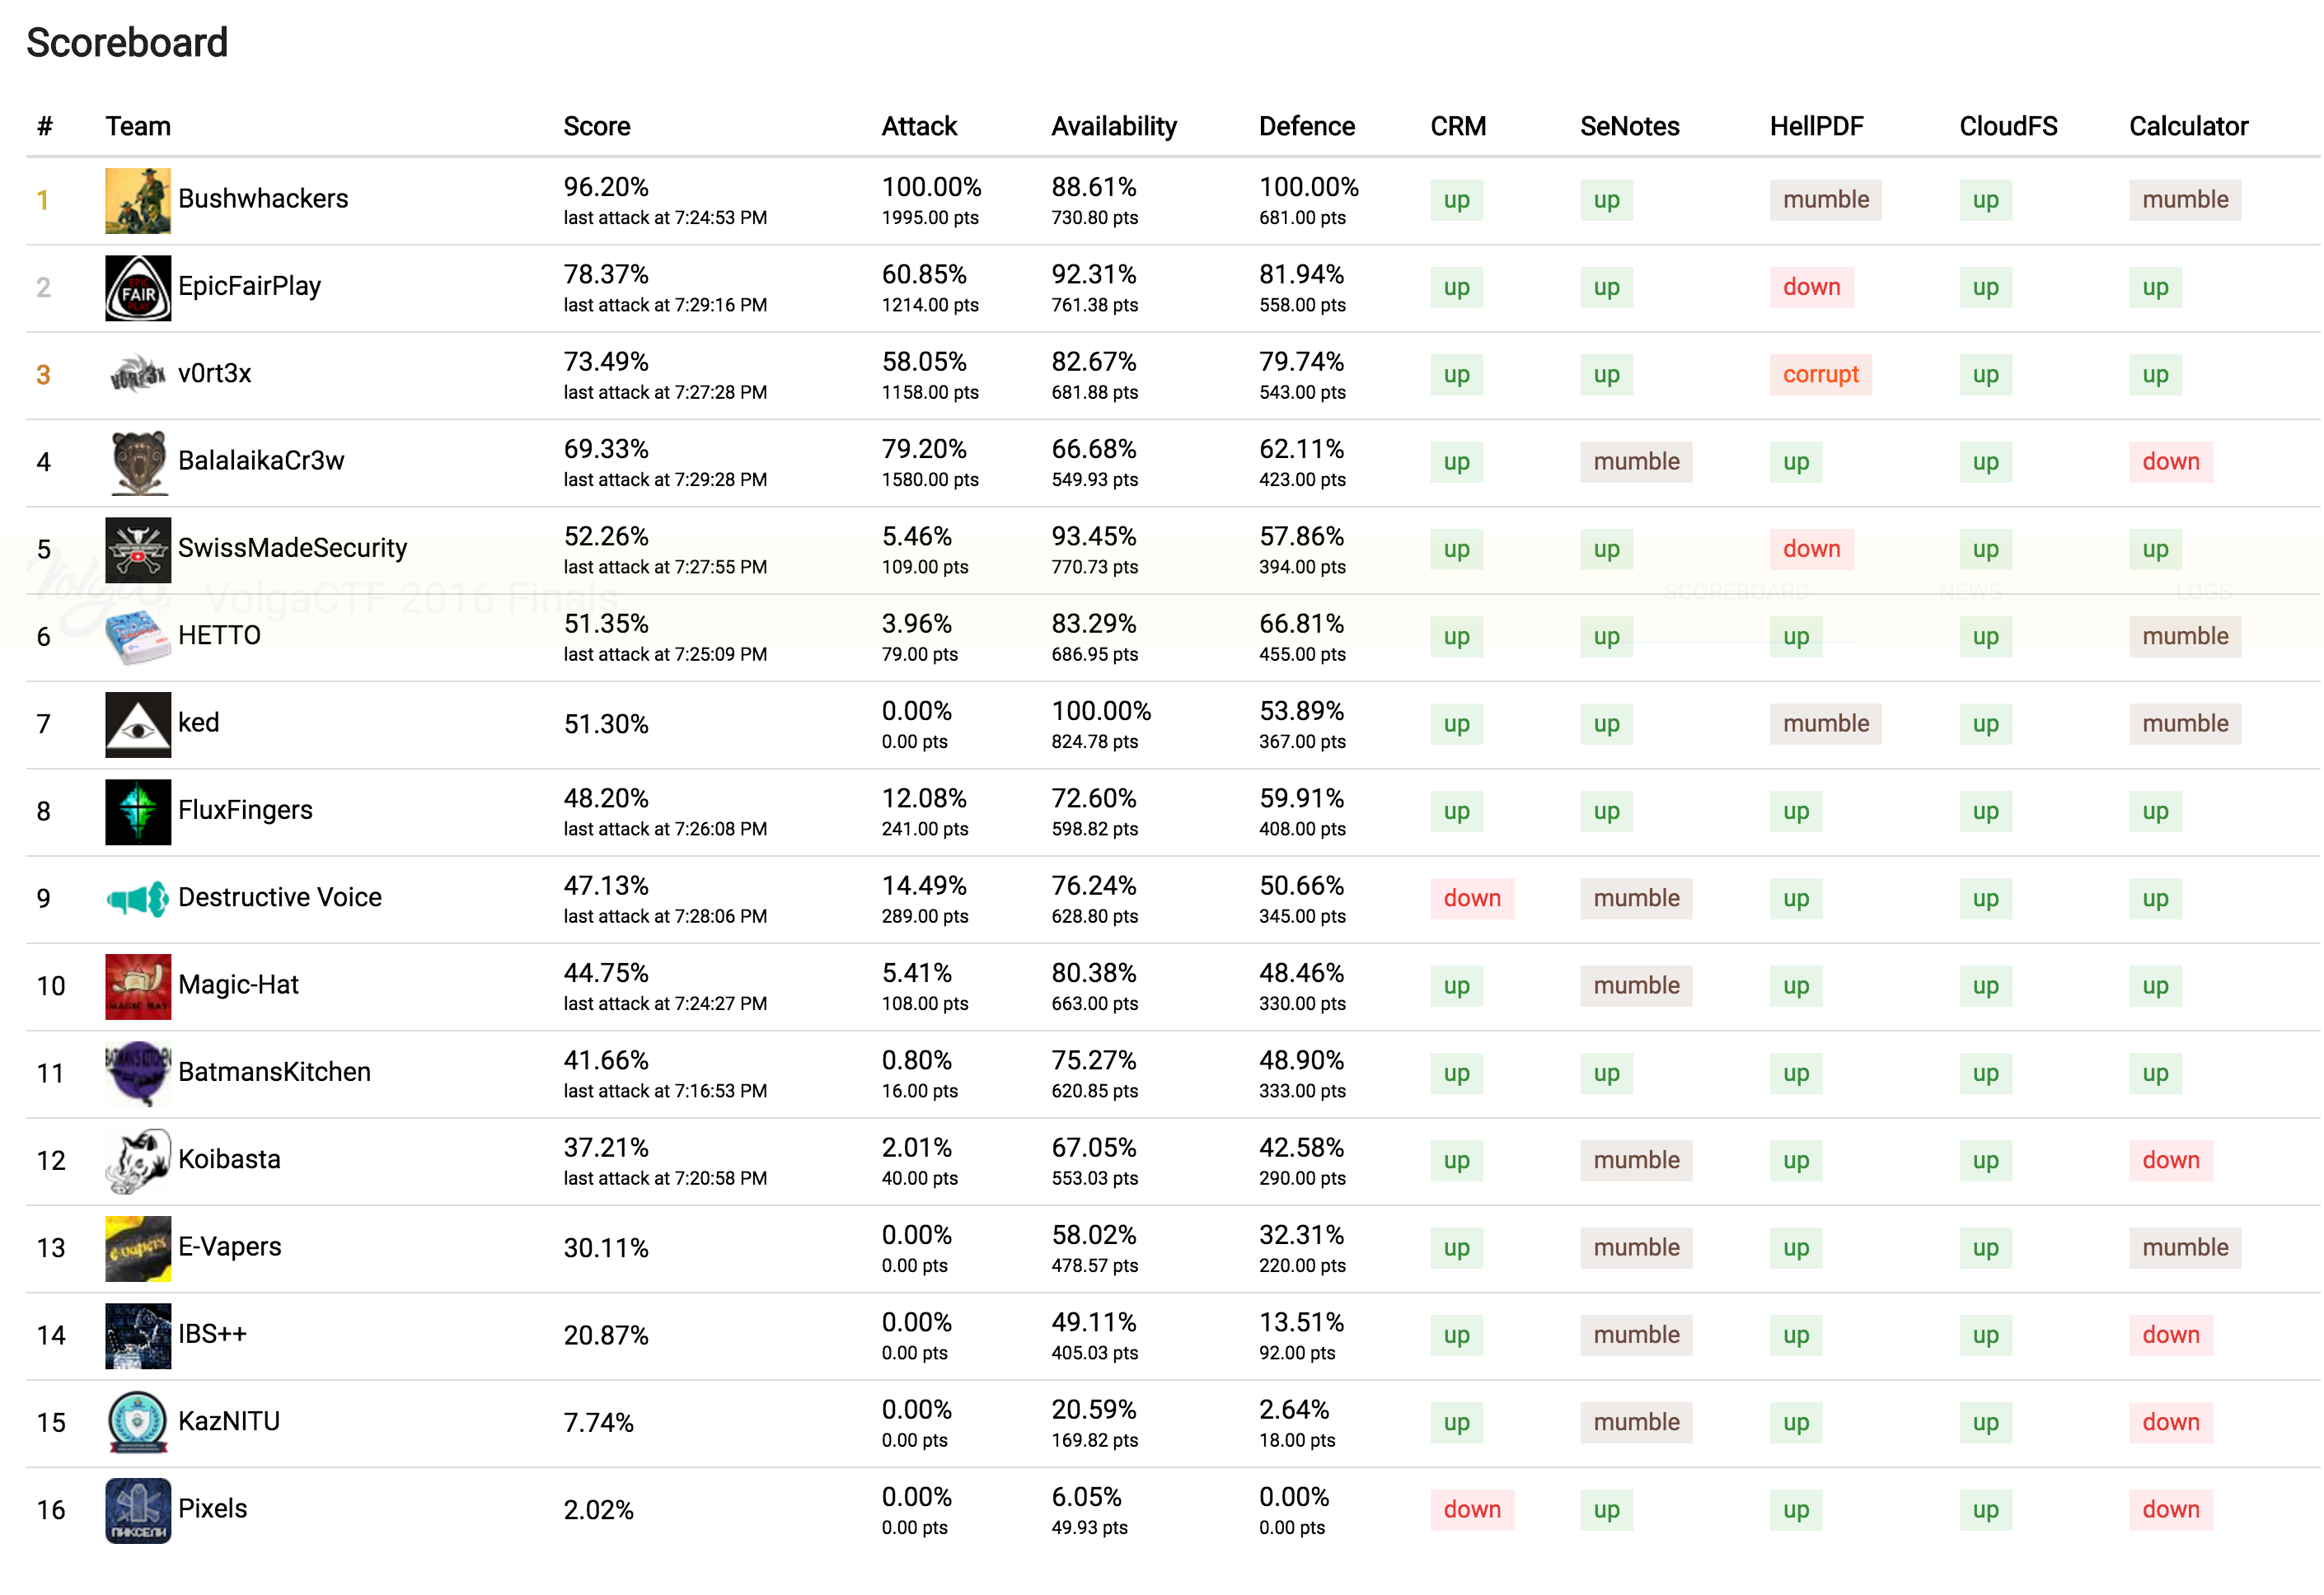 Scoreboard
# Team Score Attack Availability Defence CRM SeNotes HellPDF CloudFS Calculator
1 Bushwhackers 96.20% 100.00% 88.61% 100.00% up up mumble up mumble
last attack at 7:24:53 PM 1995.00 pts 730.80 pts 681.00 pts
EPIC FAIR PLAY
2 EpicFairPlay 78.37% 60.85% 92.31% 81.94% up up down up up
last attack at 7:29:16 PM 1214.00 pts 761.38 pts 558.00 pts
V0RT3X
3 v0rt3x 73.49% 58.05% 82.67% 79.74% up up corrupt up up
last attack at 7:27:28 PM 1158.00 pts 681.88 pts 543.00 pts
4 BalalaikaCr3w 69.33% 79.20% 66.68% 62.11% up mumble up up down
last attack at 7:29:28 PM 1580.00 pts 549.93 pts 423.00 pts
5 SwissMadeSecurity 52.26% 5.46% 93.45% 57.86% up up down up up
last attack at 7:27:55 PM 109.00 pts 770.73 pts 394.00 pts
VolgaCTF 2016 Finals SCOREBOARD NEWS LOGS
6 HETTO 51.35% 3.96% 83.29% 66.81% up up up up mumble
last attack at 7:25:09 PM 79.00 pts 686.95 pts 455.00 pts
7 ked 51.30% 0.00% 100.00% 53.89% up up mumble up mumble
0.00 pts 824.78 pts 367.00 pts
8 FluxFingers 48.20% 12.08% 72.60% 59.91% up up up up up
last attack at 7:26:08 PM 241.00 pts 598.82 pts 408.00 pts
9 Destructive Voice 47.13% 14.49% 76.24% 50.66% down mumble up up up
last attack at 7:28:06 PM 289.00 pts 628.80 pts 345.00 pts
10 Magic-Hat 44.75% 5.41% 80.38% 48.46% up mumble up up up
last attack at 7:24:27 PM 108.00 pts 663.00 pts 330.00 pts
MAGIC HAT
11 BatmansKitchen 41.66% 0.80% 75.27% 48.90% up up up up up
last attack at 7:16:53 PM 16.00 pts 620.85 pts 333.00 pts
12 Koibasta 37.21% 2.01% 67.05% 42.58% up mumble up up down
last attack at 7:20:58 PM 40.00 pts 553.03 pts 290.00 pts
e-vapers
13 E-Vapers 30.11% 0.00% 58.02% 32.31% up mumble up up mumble
0.00 pts 478.57 pts 220.00 pts
14 IBS++ 20.87% 0.00% 49.11% 13.51% up mumble up up down
0.00 pts 405.03 pts 92.00 pts
15 KazNITU 7.74% 0.00% 20.59% 2.64% up mumble up up down
0.00 pts 169.82 pts 18.00 pts
16 Pixels 2.02% 0.00% 6.05% 0.00% down up up up down
0.00 pts 49.93 pts 0.00 pts
ПИКСЕЛИ